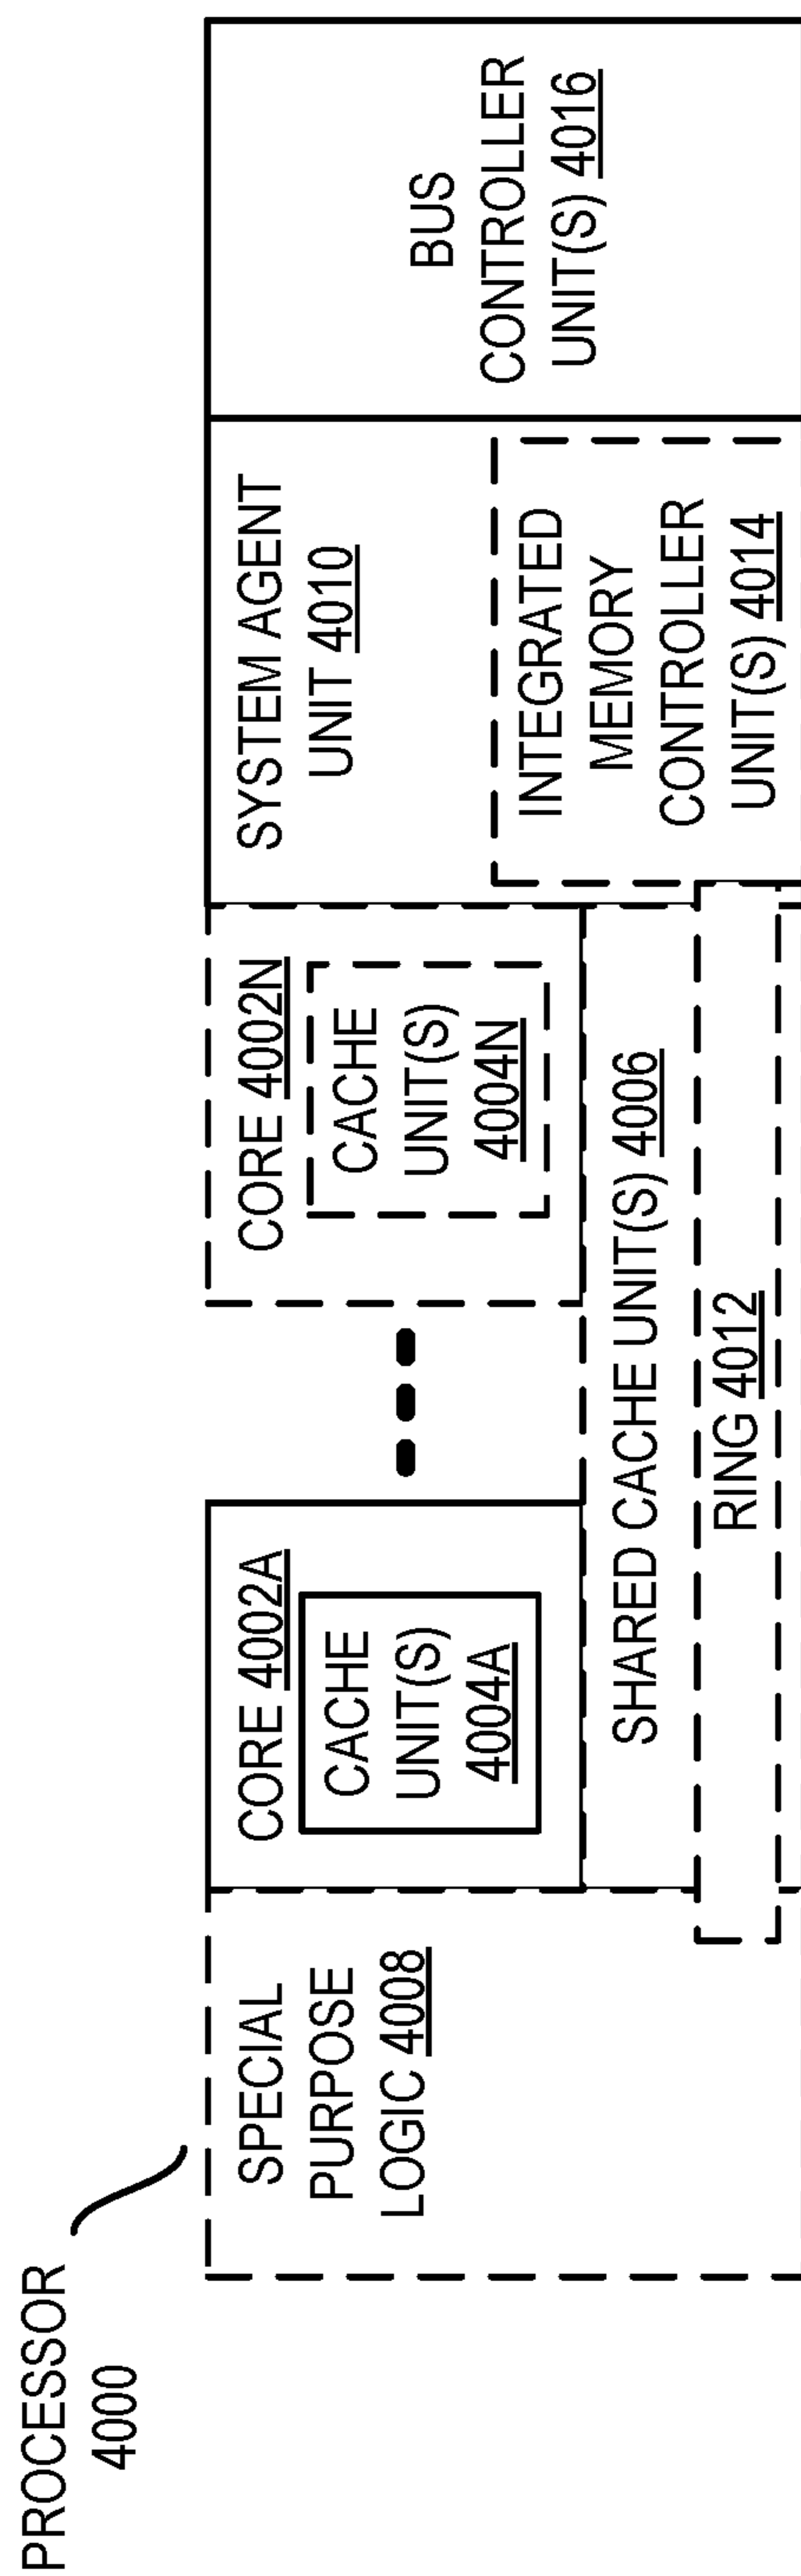 PROCESSOR
4000
SPECIAL
PURPOSE
LOGIC 4008
CORE 4002A
CACHE
UNIT(S)
4004A
CORE 4002N
CACHE
UNIT(S)
4004N
SHARED CACHE UNIT(S) 4006
RING 4012
SYSTEM AGENT
UNIT 4010
INTEGRATED
MEMORY
CONTROLLER
UNIT(S) 4014
BUS
CONTROLLER
UNIT(S) 4016